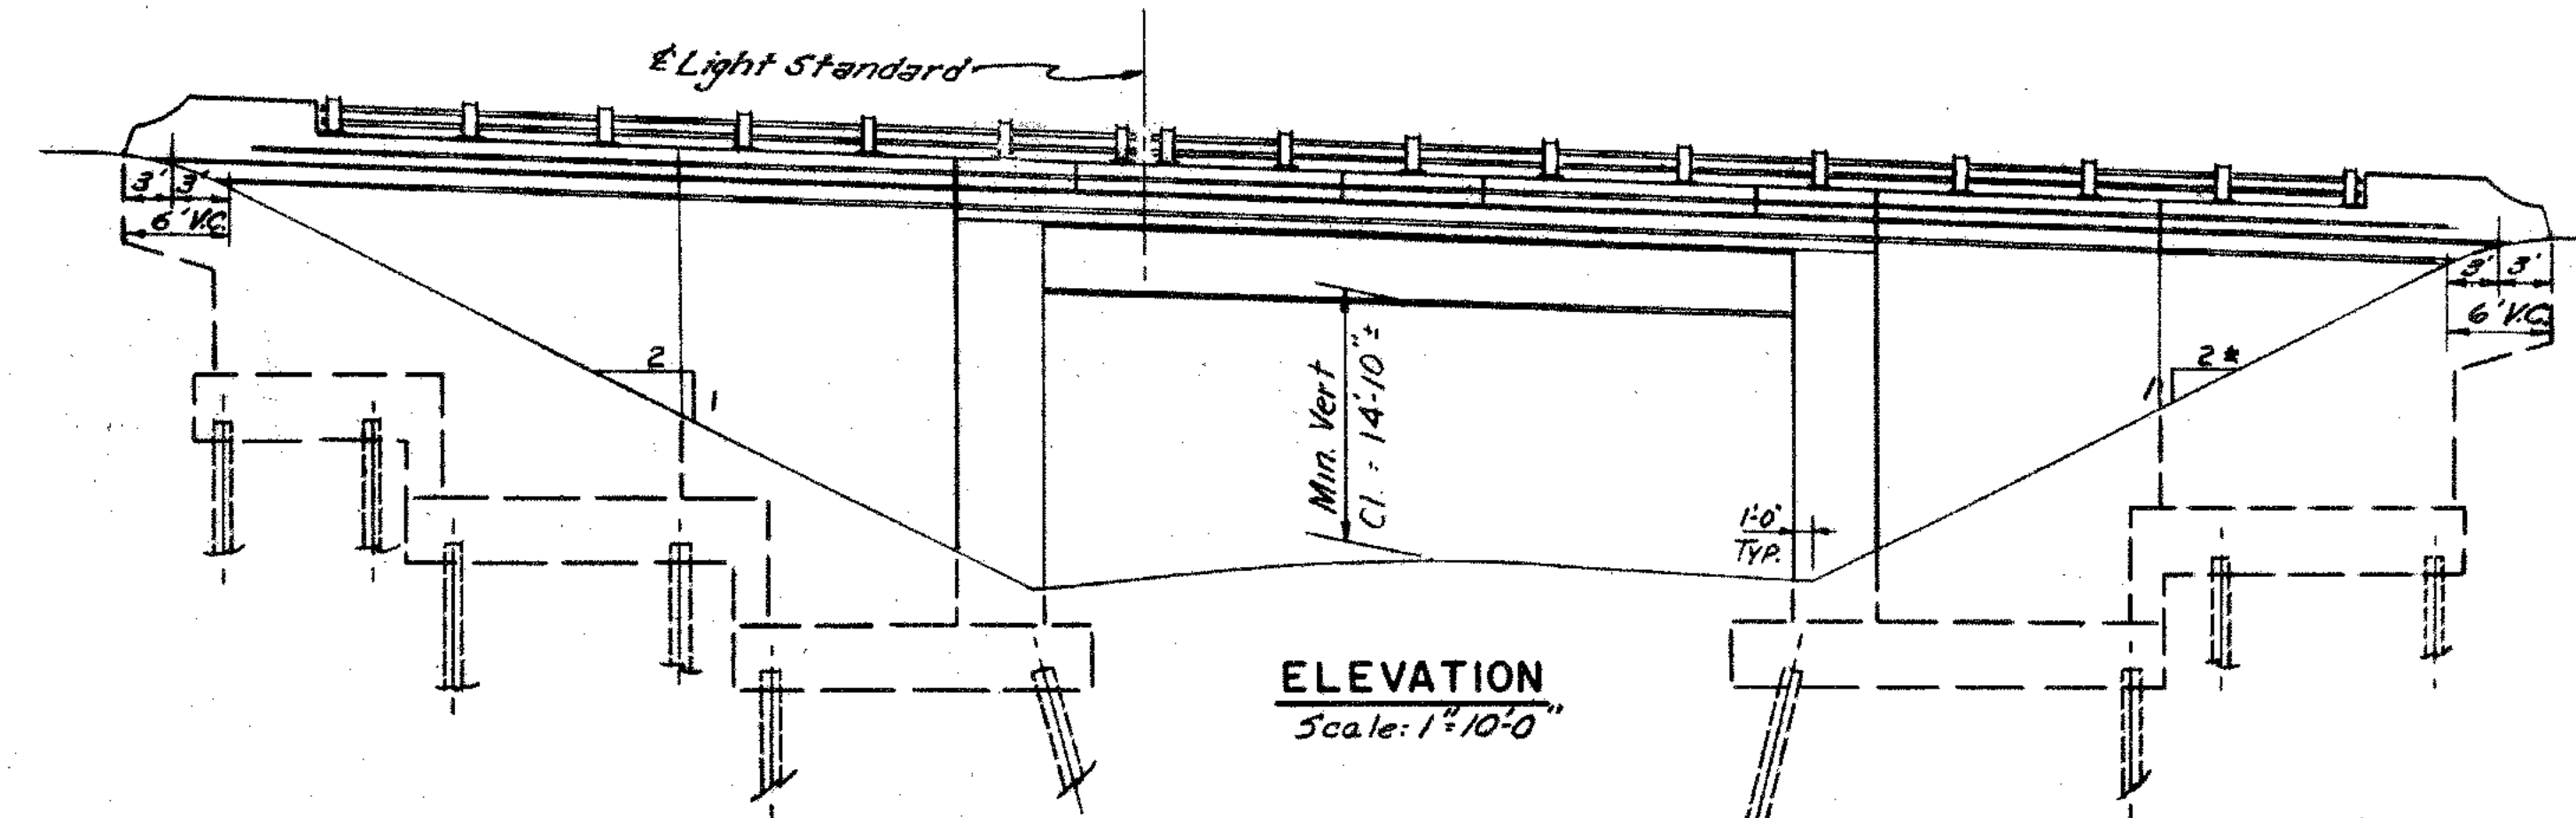 ℄ Light Standard
3' 3'
6' V.C.
3' 3'
6' V.C.
2
1
2 *
1
Min. Vert
Cl. = 14'-10" ±
1'-0"
TYP.
ELEVATION
Scale: 1"=10'-0"